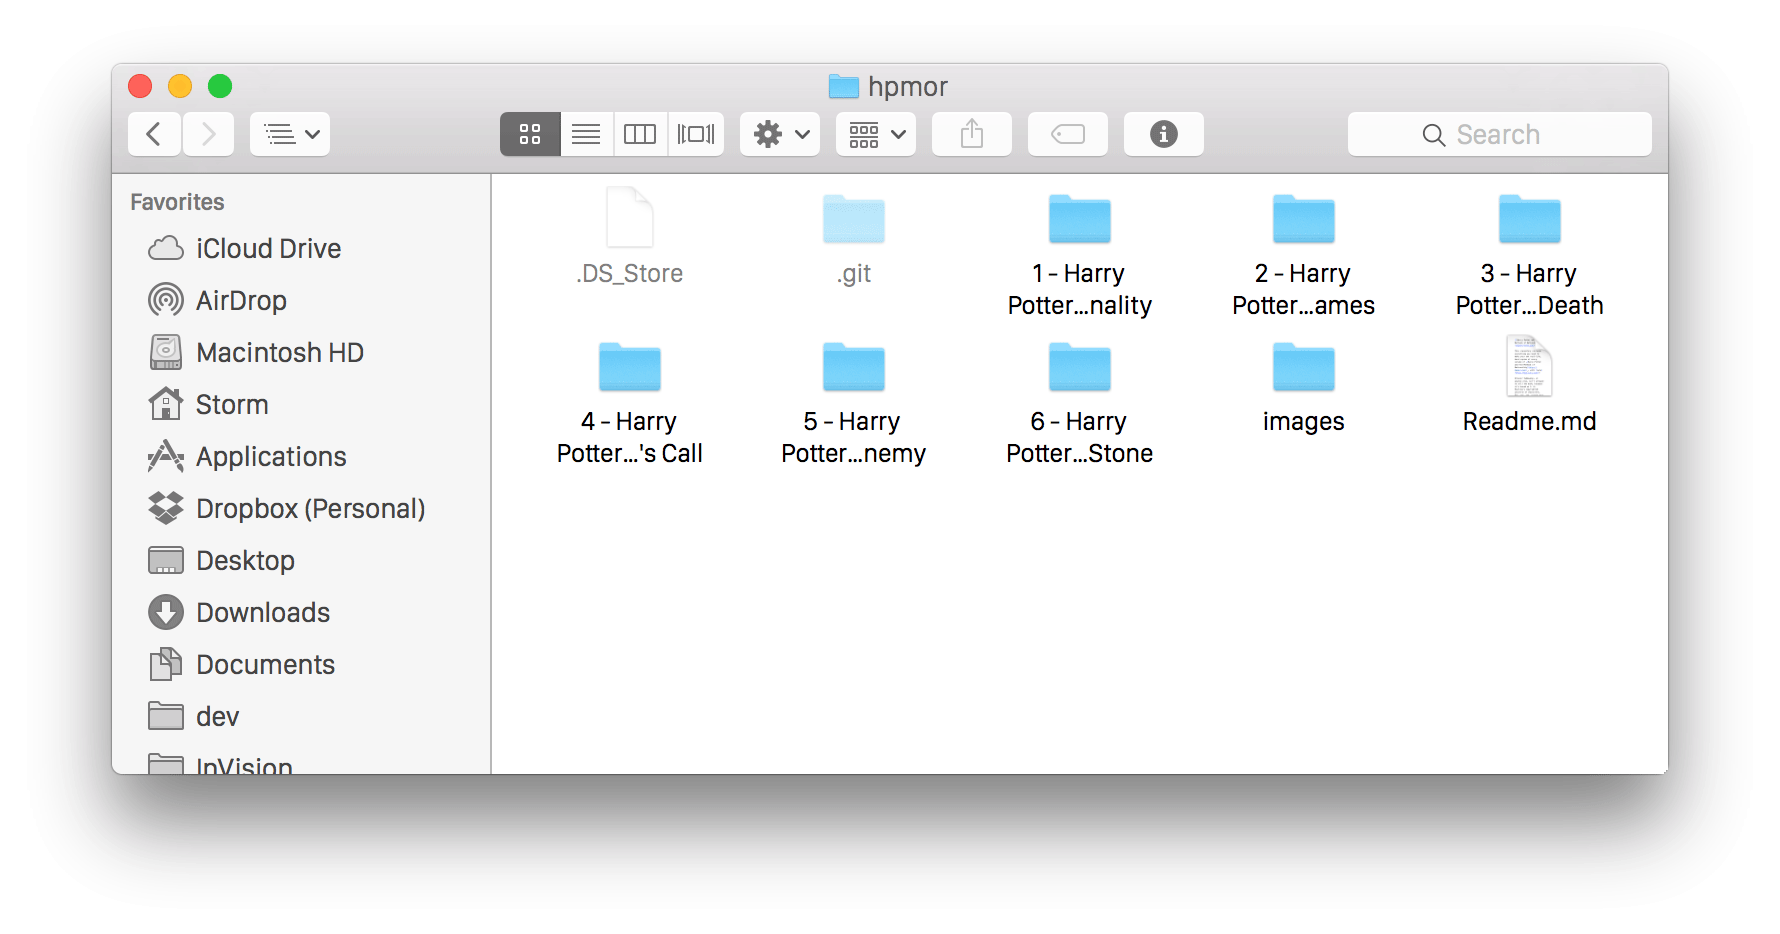 hpmor
Search
Favorites
iCloud Drive
AirDrop
Macintosh HD
Storm
Applications
Dropbox (Personal)
Desktop
Downloads
Documents
dev
InVision
.DS_Store
.git
1 - Harry
Potter...nality
2 - Harry
Potter...ames
3 - Harry
Potter...Death
4 - Harry
Potter...'s Call
5 - Harry
Potter...nemy
6 - Harry
Potter...Stone
images
Readme.md